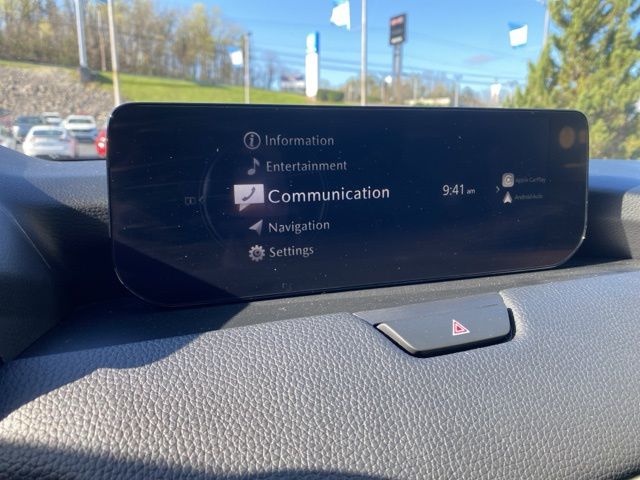 Information
Entertainment
Communication
9:41 am
Apple CarPlay
Android Auto
Navigation
Settings